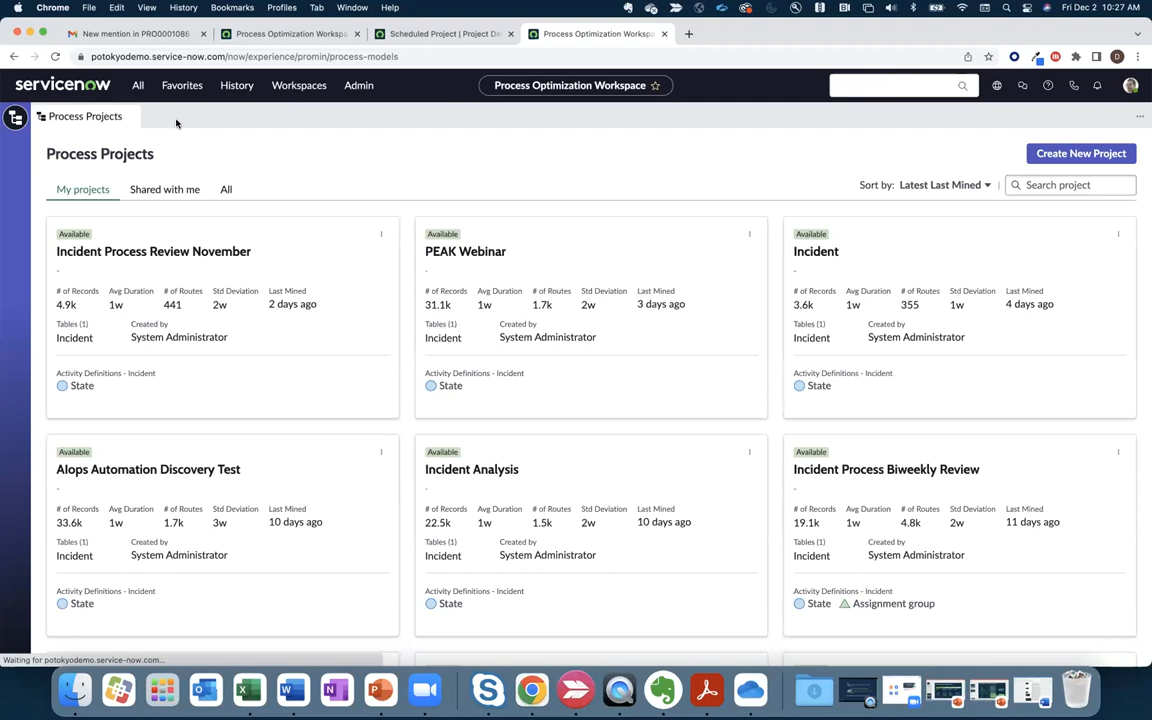 Chrome File Edit View History Bookmarks Profiles Tab Window Help Fri Dec 2 10:27 AM
New mention in PRO0001086 Process Optimization Workspa Scheduled Project | Project De Process Optimization Workspa
potokyodemo.service-now.com/now/experience/promin/process-models
servicenow All Favorites History Workspaces Admin Process Optimization Workspace
Process Projects
Process Projects Create New Project
My projects Shared with me All Sort by: Latest Last Mined Search project
Available Available Available
Incident Process Review November PEAK Webinar Incident
- - -
# of Records Avg Duration # of Routes Std Deviation Last Mined # of Records Avg Duration # of Routes Std Deviation Last Mined # of Records Avg Duration # of Routes Std Deviation Last Mined
4.9k 1w 441 2w 2 days ago 31.1k 1w 1.7k 2w 3 days ago 3.6k 1w 355 1w 4 days ago
Tables (1) Created by Tables (1) Created by Tables (1) Created by
Incident System Administrator Incident System Administrator Incident System Administrator
Activity Definitions - Incident Activity Definitions - Incident Activity Definitions - Incident
State State State
Available Available Available
AIops Automation Discovery Test Incident Analysis Incident Process Biweekly Review
- - -
# of Records Avg Duration # of Routes Std Deviation Last Mined # of Records Avg Duration # of Routes Std Deviation Last Mined # of Records Avg Duration # of Routes Std Deviation Last Mined
33.6k 1w 1.7k 3w 10 days ago 22.5k 1w 1.5k 2w 10 days ago 19.1k 1w 4.8k 2w 11 days ago
Tables (1) Created by Tables (1) Created by Tables (1) Created by
Incident System Administrator Incident System Administrator Incident System Administrator
Activity Definitions - Incident Activity Definitions - Incident Activity Definitions - Incident
State State State Assignment group
Waiting for potokyodemo.service-now.com...